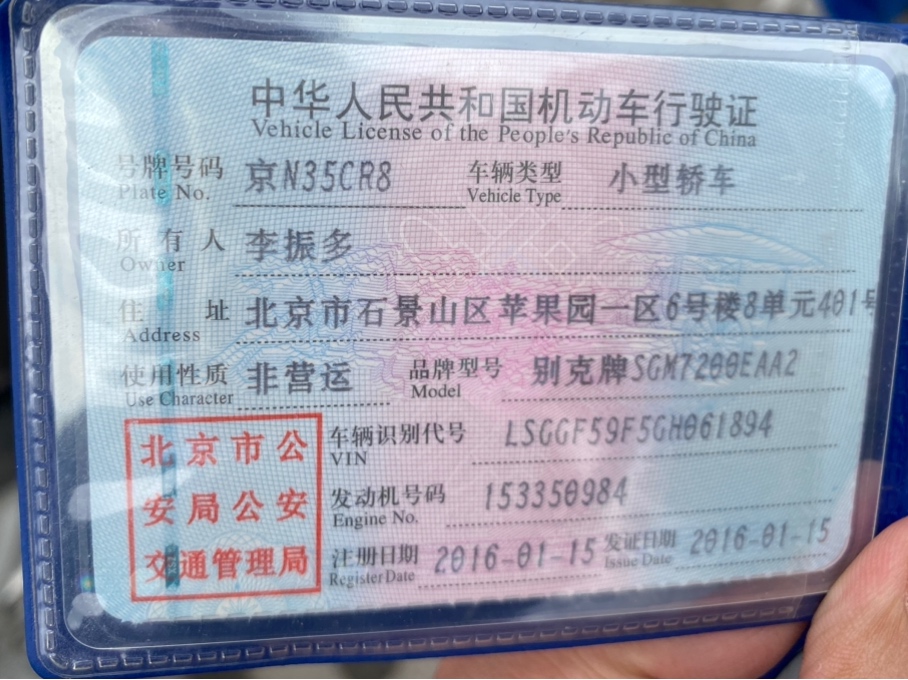 中华人民共和国机动车行驶证
Vehicle License of the People's Republic of China
号牌号码 京N35CR8 车辆类型 小型轿车
Plate No. Vehicle Type
所有人 李振多
Owner
住址 北京市石景山区苹果园一区6号楼8单元401号
Address
使用性质 非营运 品牌型号 别克牌SGM7200EAA2
Use Character Model
车辆识别代号 LSGGF59F5GH061894
VIN
发动机号码 153350984
Engine No.
注册日期 2016-01-15 发证日期 2016-01-15
Register Date Issue Date
北京市公
安局公安
交通管理局